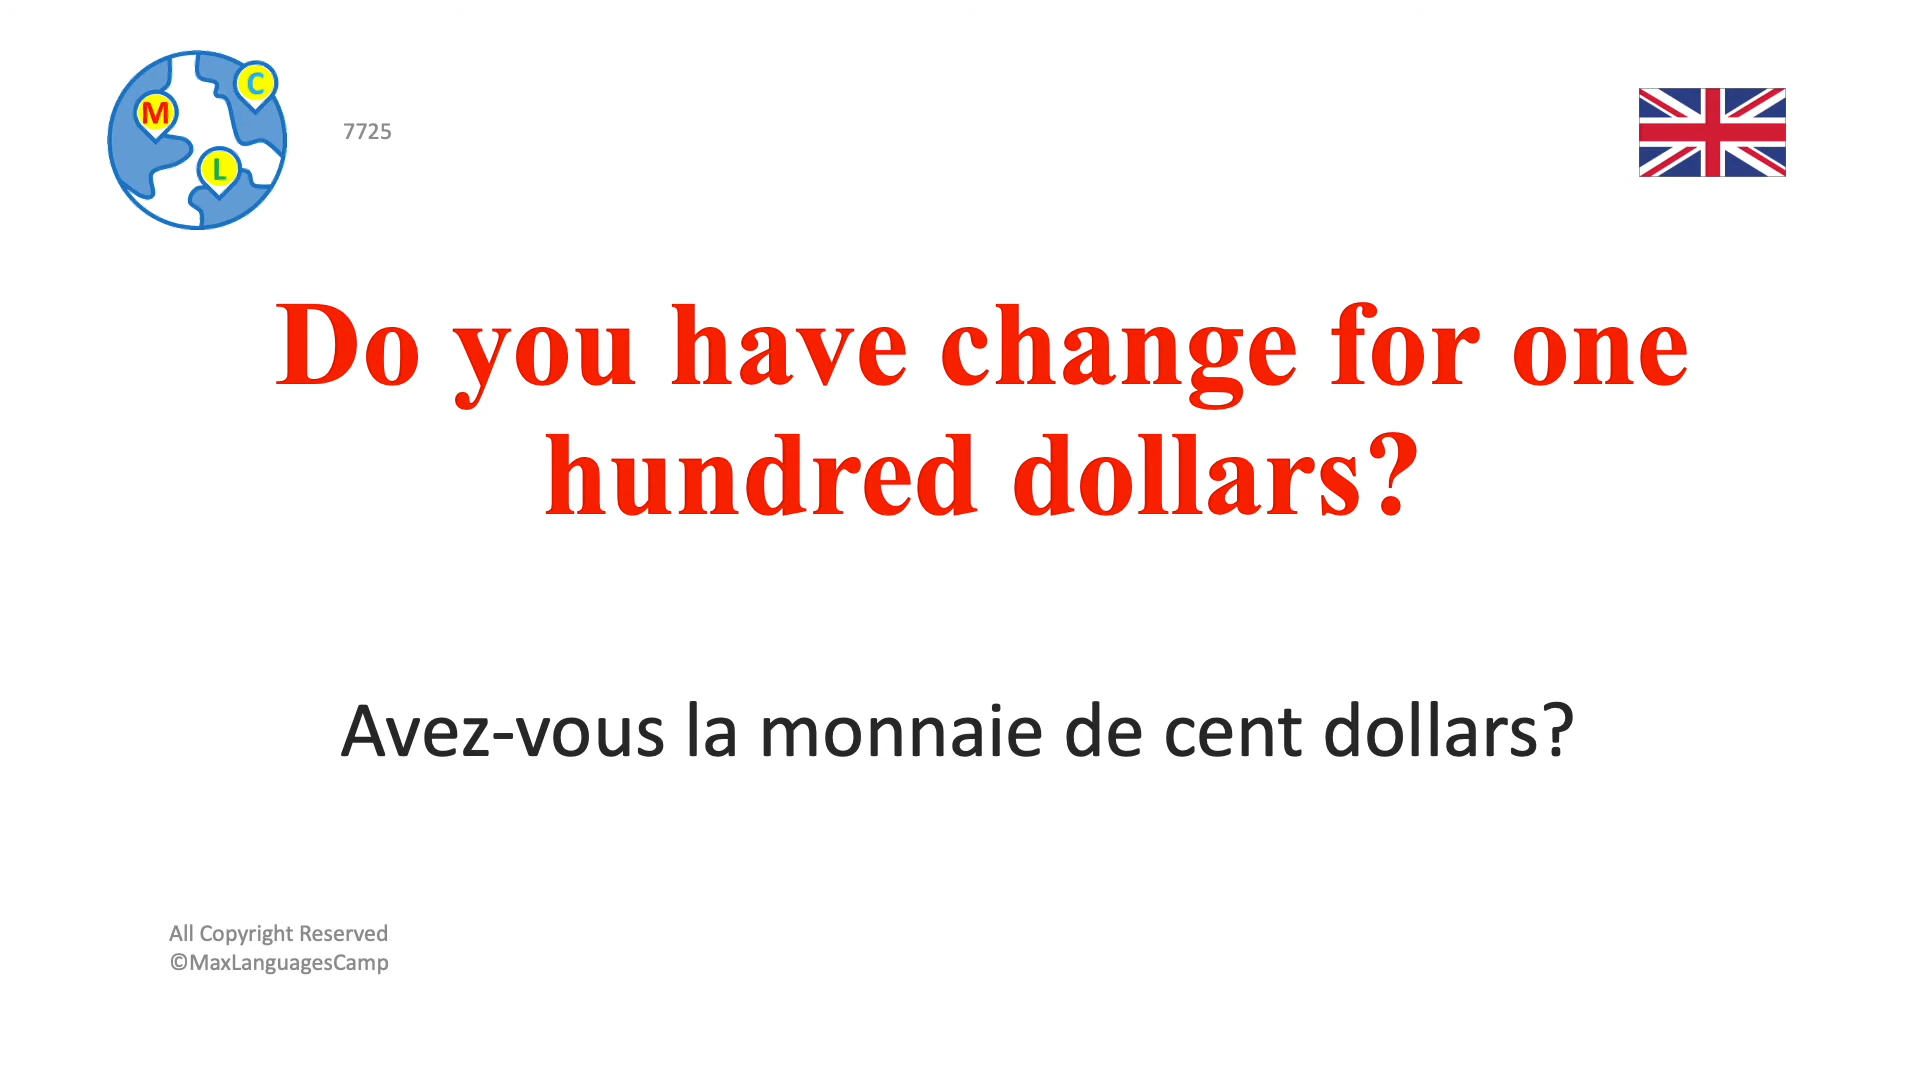 M
C
L
7725
Do you have change for one
hundred dollars?
Avez-vous la monnaie de cent dollars?
All Copyright Reserved
©MaxLanguagesCamp